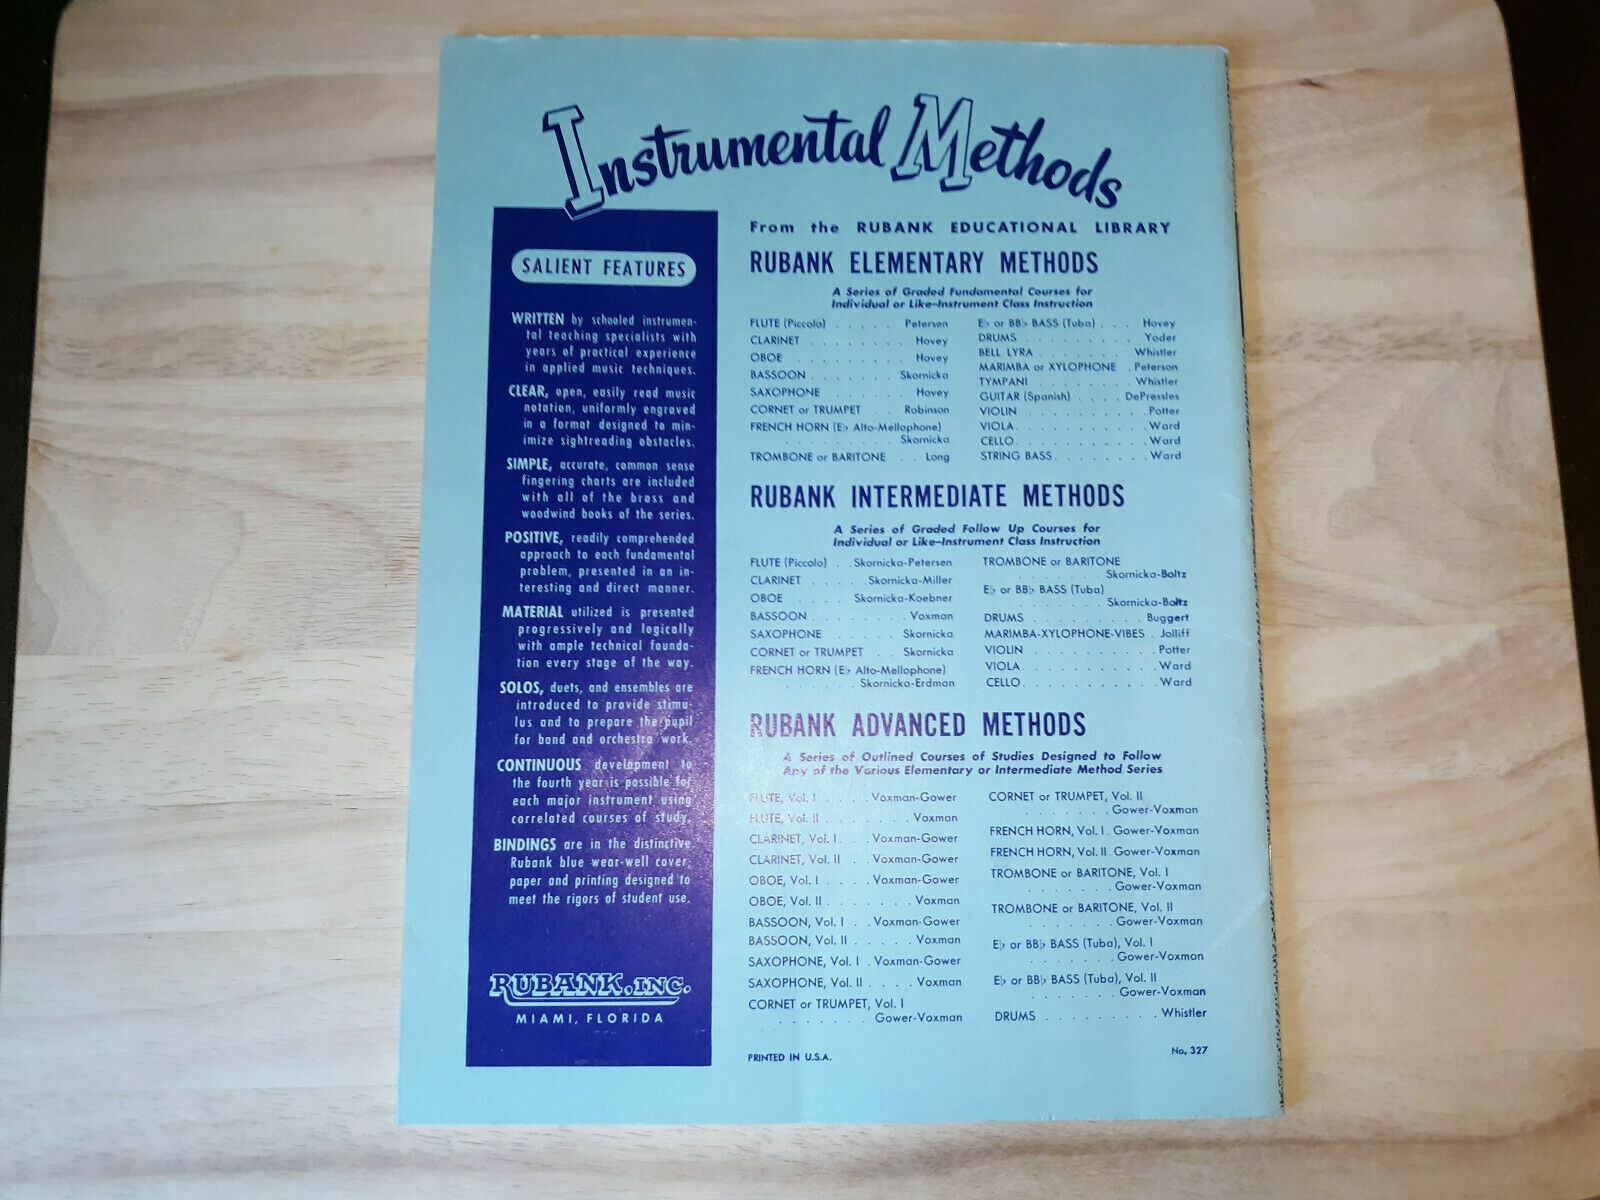 Instrumental Methods
SALIENT FEATURES
WRITTEN by schooled instrumen-
tal teaching specialists with
years of practical experience
in applied music techniques.
CLEAR, open, easily read music
notation, uniformly engraved
in a format designed to min-
imize sightreading obstacles.
SIMPLE, accurate, common sense
fingering charts are included
with all of the brass and
woodwind books of the series.
POSITIVE, readily comprehended
approach to each fundamental
problem, presented in an in-
teresting and direct manner.
MATERIAL utilized is presented
progressively and logically
with ample technical founda-
tion every stage of the way.
SOLOS, duets, and ensembles are
introduced to provide stimu-
lus and to prepare the pupil
for band and orchestra work.
CONTINUOUS development to
the fourth year is possible for
each major instrument using
correlated courses of study.
BINDINGS are in the distinctive
Rubank blue wear-well cover,
paper and printing designed to
meet the rigors of student use.
RUBANK, INC.
MIAMI, FLORIDA
From the RUBANK EDUCATIONAL LIBRARY
RUBANK ELEMENTARY METHODS
A Series of Graded Fundamental Courses for
Individual or Like-Instrument Class Instruction
FLUTE (Piccolo) . . . . . Petersen
CLARINET . . . . . . . . Hovey
OBOE . . . . . . . . Hovey
BASSOON . . . . . . . Skornicka
SAXOPHONE . . . . . . Hovey
CORNET or TRUMPET . . Robinson
FRENCH HORN (E♭ Alto-Mellophone)
. . . . . . . . . Skornicka
TROMBONE or BARITONE . . Long
E♭ or BB♭ BASS (Tuba) . . . Hovey
DRUMS . . . . . . . . . Yoder
BELL LYRA . . . . . . . Whistler
MARIMBA or XYLOPHONE . Peterson
TYMPANI . . . . . . . . Whistler
GUITAR (Spanish) . . . . DePressles
VIOLIN . . . . . . . . . . Potter
VIOLA . . . . . . . . . . . Ward
CELLO . . . . . . . . . . . Ward
STRING BASS . . . . . . . . Ward
RUBANK INTERMEDIATE METHODS
A Series of Graded Follow Up Courses for
Individual or Like-Instrument Class Instruction
FLUTE (Piccolo) . . Skornicka-Petersen
CLARINET . . . . . Skornicka-Miller
OBOE . . . . Skornicka-Koebner
BASSOON . . . . . . . . Voxman
SAXOPHONE . . . . . . Skornicka
CORNET or TRUMPET . . Skornicka
FRENCH HORN (E♭ Alto-Mellophone)
. . . . . . Skornicka-Erdman
TROMBONE or BARITONE
. . . . . . . . Skornicka-Boltz
E♭ or BB♭ BASS (Tuba)
. . . . . . . . Skornicka-Boltz
DRUMS . . . . . . . . . Buggert
MARIMBA-XYLOPHONE-VIBES . Jolliff
VIOLIN . . . . . . . . . . Potter
VIOLA . . . . . . . . . . . Ward
CELLO . . . . . . . . . . . Ward
RUBANK ADVANCED METHODS
A Series of Outlined Courses of Studies Designed to Follow
Any of the Various Elementary or Intermediate Method Series
FLUTE, Vol. I . . . . Voxman-Gower
FLUTE, Vol. II . . . . . . . Voxman
CLARINET, Vol. I . . Voxman-Gower
CLARINET, Vol. II . . Voxman-Gower
OBOE, Vol. I . . . . Voxman-Gower
OBOE, Vol. II . . . . . . . Voxman
BASSOON, Vol. I . . Voxman-Gower
BASSOON, Vol. II . . . . . Voxman
SAXOPHONE, Vol. I . Voxman-Gower
SAXOPHONE, Vol. II . . . . Voxman
CORNET or TRUMPET, Vol. I
. . . . . . . Gower-Voxman
CORNET or TRUMPET, Vol. II
. . . . . . . Gower-Voxman
FRENCH HORN, Vol. I . Gower-Voxman
FRENCH HORN, Vol. II . Gower-Voxman
TROMBONE or BARITONE, Vol. I
. . . . . . . Gower-Voxman
TROMBONE or BARITONE, Vol. II
. . . . . . . Gower-Voxman
E♭ or BB♭ BASS (Tuba), Vol. I
. . . . . . . Gower-Voxman
E♭ or BB♭ BASS (Tuba), Vol. II
. . . . . . . Gower-Voxman
DRUMS . . . . . . . . . Whistler
PRINTED IN U.S.A.
No. 327